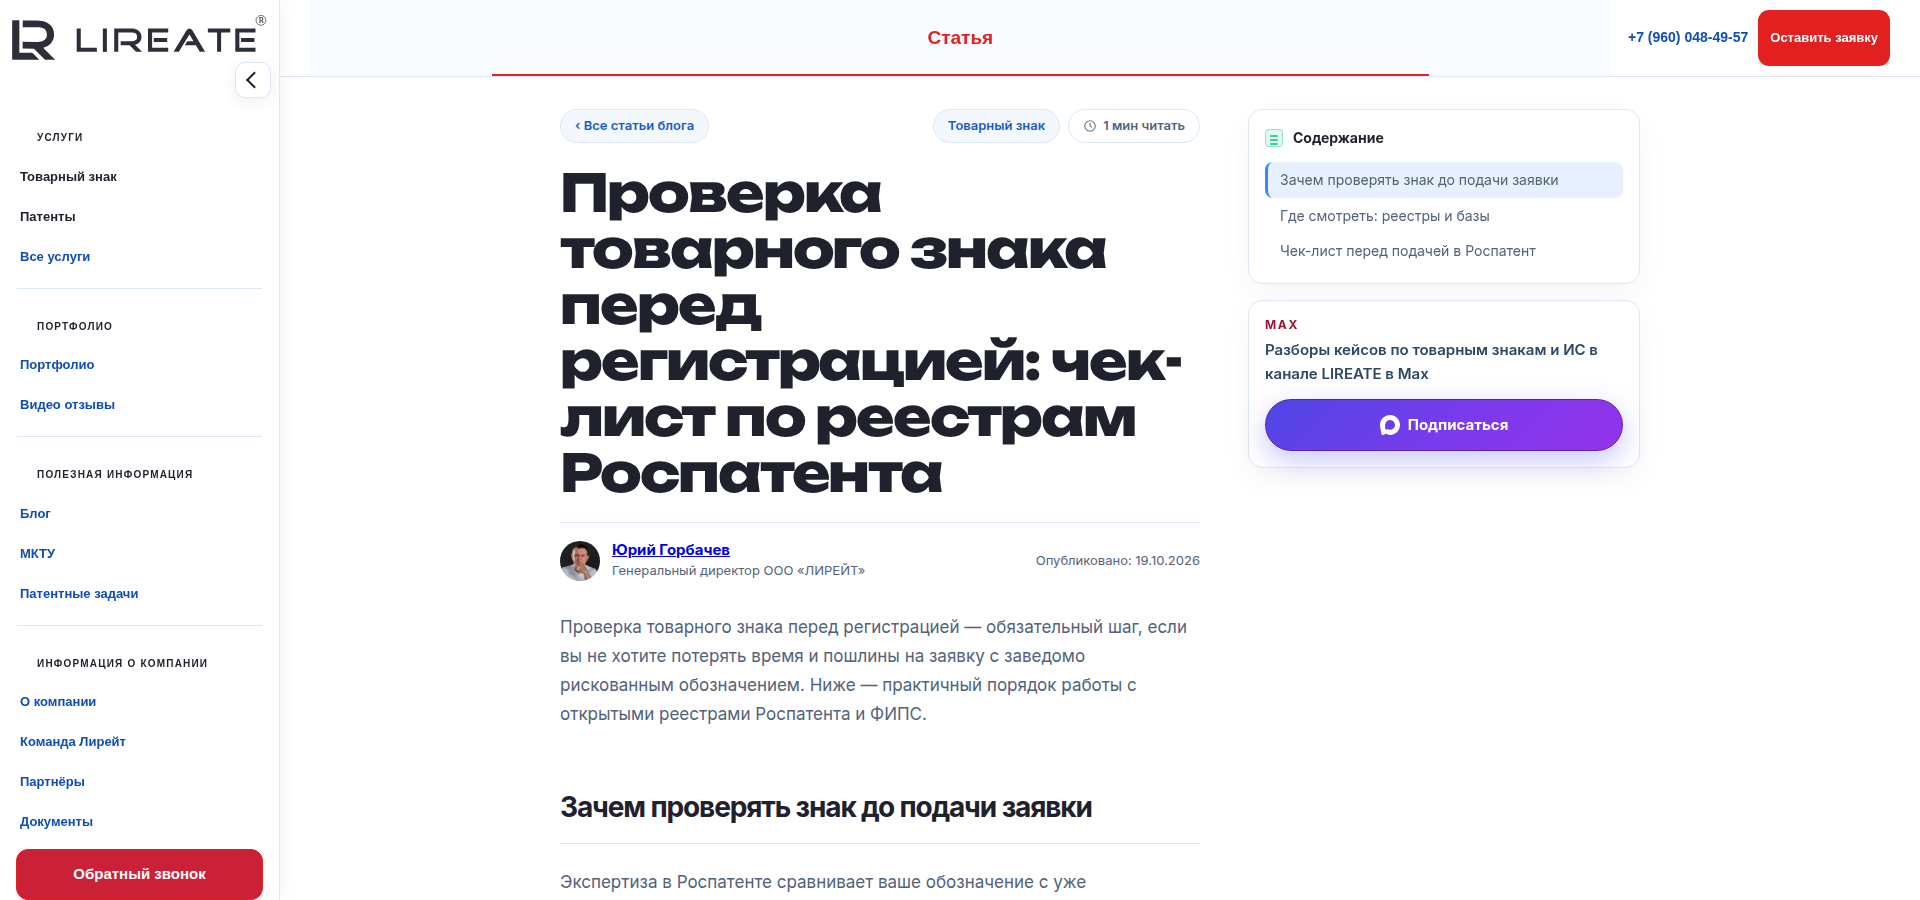 LIREATE®
УСЛУГИ
Товарный знак
Патенты
Все услуги
ПОРТФОЛИО
Портфолио
Видео отзывы
ПОЛЕЗНАЯ ИНФОРМАЦИЯ
Блог
МКТУ
Патентные задачи
ИНФОРМАЦИЯ О КОМПАНИИ
О компании
Команда Лирейт
Партнёры
Документы
Обратный звонок
Статья
+7 (960) 048-49-57
Оставить заявку
‹ Все статьи блога
Товарный знак
1 мин читать
Проверка
товарного знака
перед
регистрацией: чек-
лист по реестрам
Роспатента
Юрий Горбачев
Генеральный директор ООО «ЛИРЕЙТ»
Опубликовано: 19.10.2026
Проверка товарного знака перед регистрацией — обязательный шаг, если
вы не хотите потерять время и пошлины на заявку с заведомо
рискованным обозначением. Ниже — практичный порядок работы с
открытыми реестрами Роспатента и ФИПС.
Зачем проверять знак до подачи заявки
Экспертиза в Роспатенте сравнивает ваше обозначение с уже
Содержание
Зачем проверять знак до подачи заявки
Где смотреть: реестры и базы
Чек-лист перед подачей в Роспатент
MAX
Разборы кейсов по товарным знакам и ИС в
канале LIREATE в Max
Подписаться